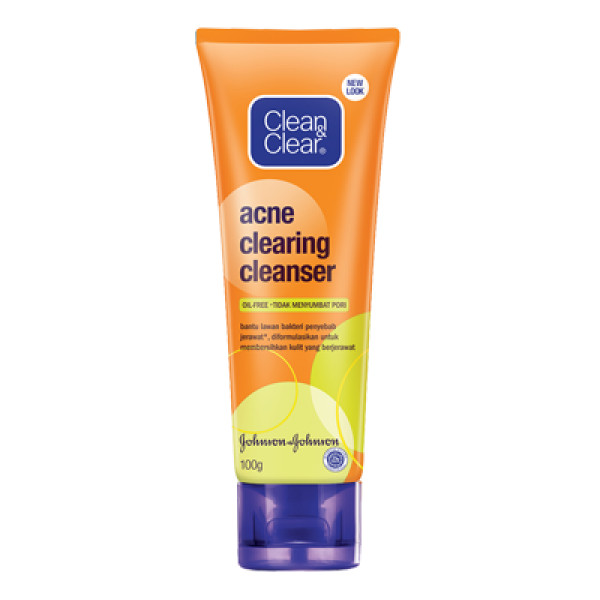 NEW
LOOK
Clean &
Clear®
acne
clearing
cleanser
OIL-FREE -TIDAK MENYUMBAT PORI
bantu lawan bakteri penyebab
jerawat*, diformulasikan untuk
membersihkan kulit yang berjerawat
Johnson & Johnson
100g